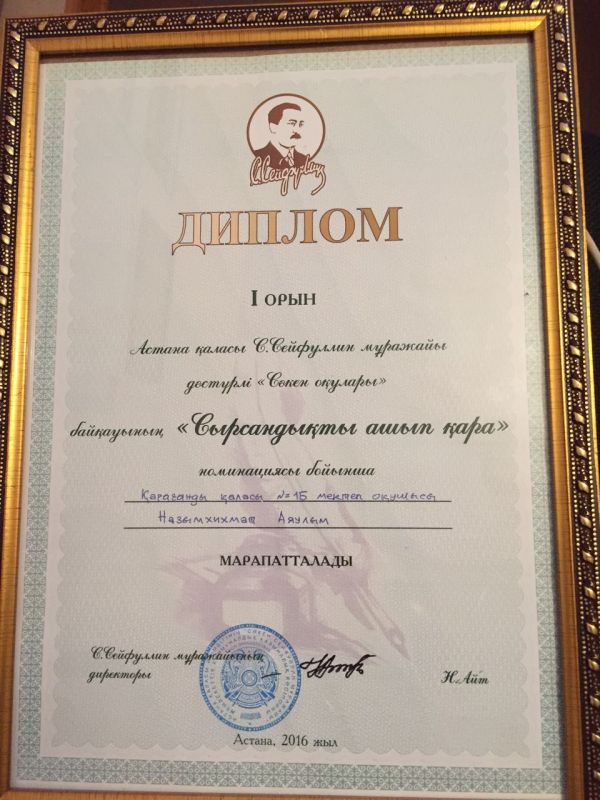 С.Сейфуллин
ДИПЛОМ
I ОРЫН
Астана қаласы С.Сейфуллин мұражайы
дәстүрлі «Сәкен оқулары»
байқауының «Сырсандықты ашып қара»
номинациясы бойынша
Қарағанды қаласы №15 мектеп оқушысы
Назымхикмат Аяулым
МАРАПАТТАЛАДЫ
С.Сейфуллин мұражайының
директоры
Н.Айт
Астана, 2016 жыл